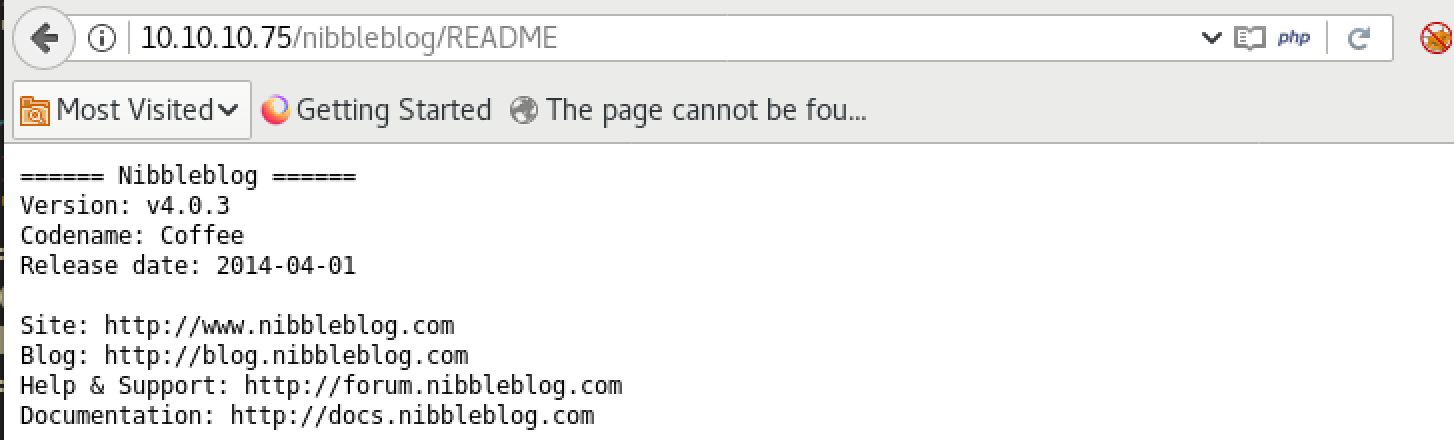 10.10.10.75/nibbleblog/README
php
Most Visited
Getting Started
The page cannot be fou...
====== Nibbleblog ======
Version: v4.0.3
Codename: Coffee
Release date: 2014-04-01
Site: http://www.nibbleblog.com
Blog: http://blog.nibbleblog.com
Help & Support: http://forum.nibbleblog.com
Documentation: http://docs.nibbleblog.com